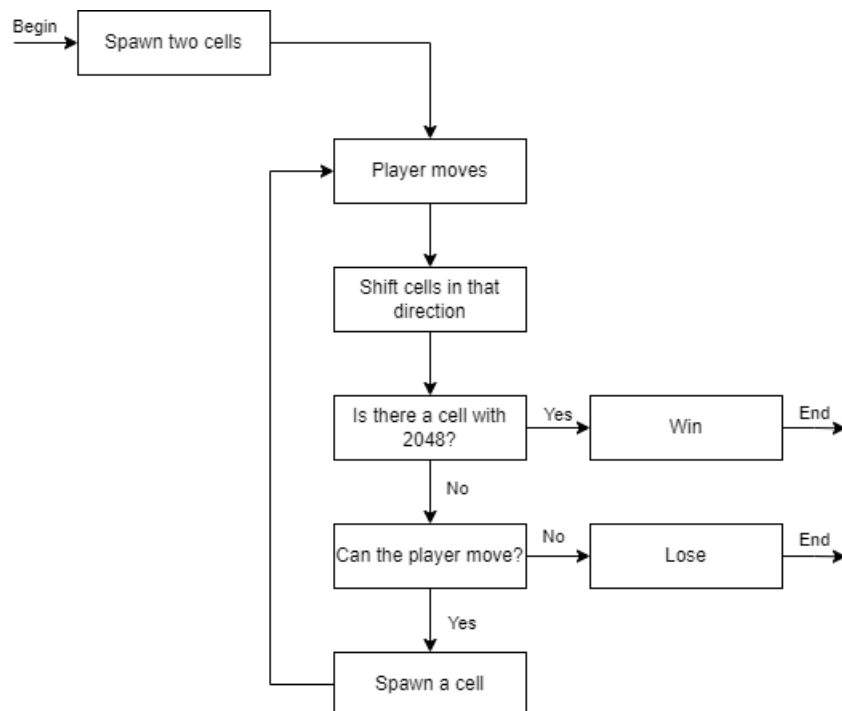 Begin
Spawn two cells
Player moves
Shift cells in that
direction
Is there a cell with
2048?
Yes
Win
End
No
Can the player move?
No
Lose
End
Yes
Spawn a cell